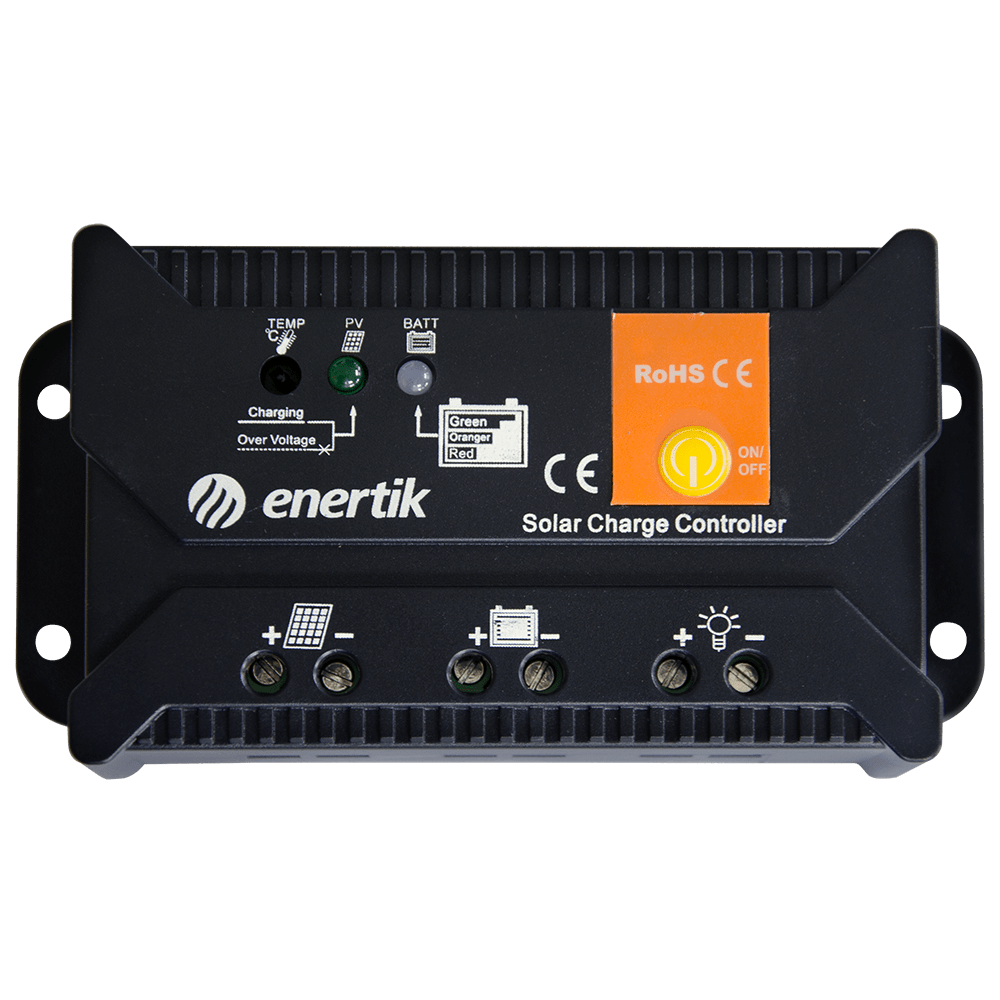 TEMP PV BATT
°C
Charging
Over Voltage
Green
Oranger
Red
RoHS CE
ON/
OFF
enertik
CE
Solar Charge Controller
+ -
+ -
+ -